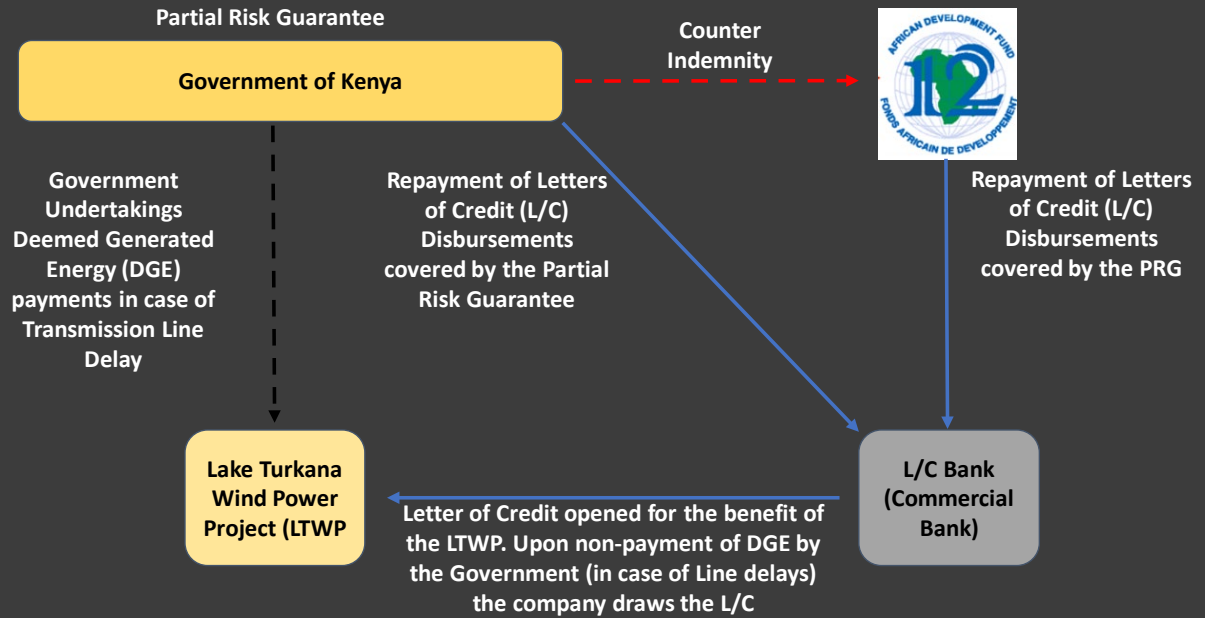 Partial Risk Guarantee
Government of Kenya
Counter
Indemnity
AFRICAN DEVELOPMENT FUND
12
FONDS AFRICAIN DE DEVELOPPEMENT
Government
Undertakings
Deemed Generated
Energy (DGE)
payments in case of
Transmission Line
Delay
Repayment of Letters
of Credit (L/C)
Disbursements
covered by the Partial
Risk Guarantee
Repayment of Letters
of Credit (L/C)
Disbursements
covered by the PRG
Lake Turkana
Wind Power
Project (LTWP
L/C Bank
(Commercial
Bank)
Letter of Credit opened for the benefit of
the LTWP. Upon non-payment of DGE by
the Government (in case of Line delays)
the company draws the L/C